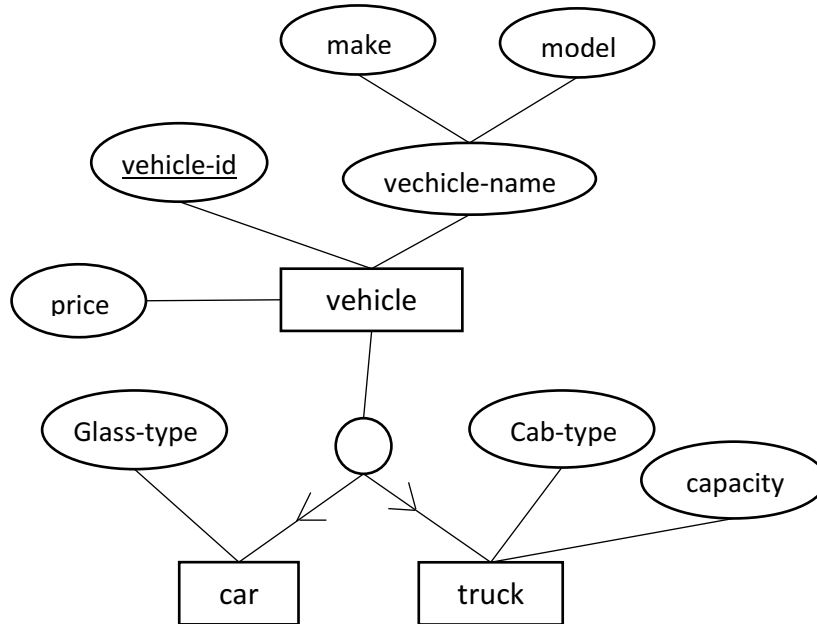 make
model
vehicle-id
vechicle-name
price
vehicle
Glass-type
Cab-type
capacity
car
truck